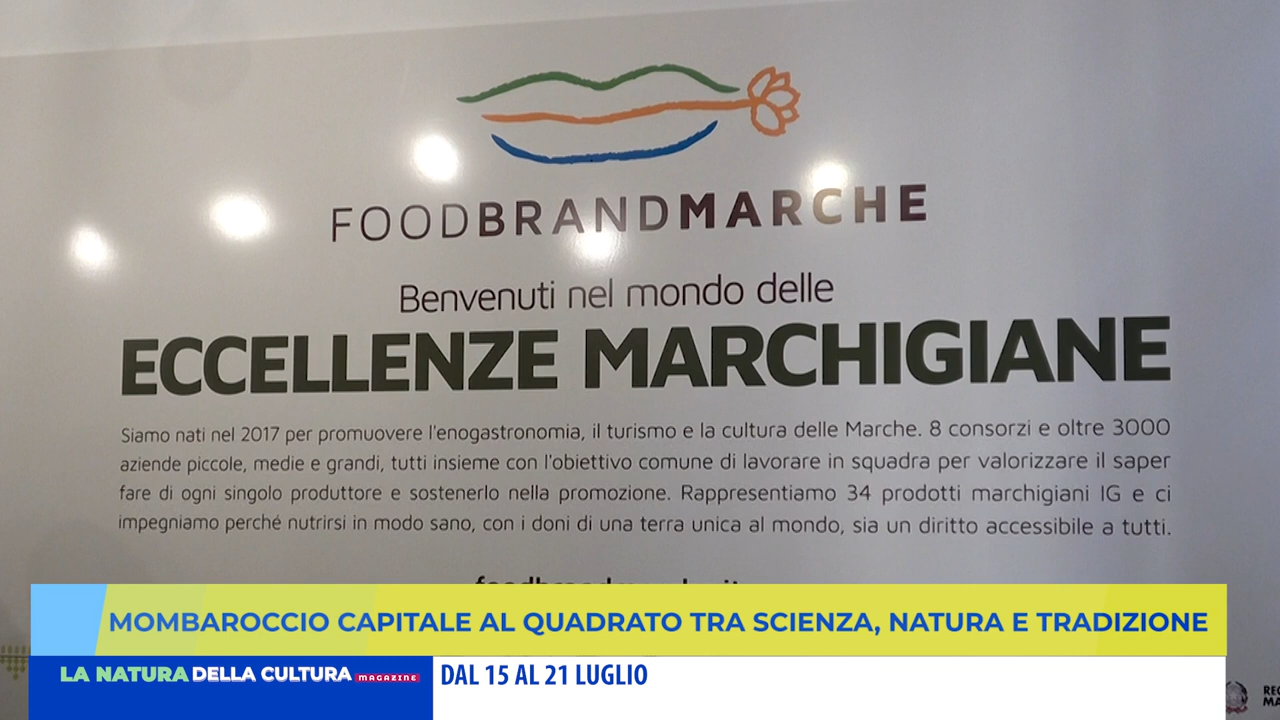 FOODBRANDMARCHE
Benvenuti nel mondo delle
ECCELLENZE MARCHIGIANE
Siamo nati nel 2017 per promuovere l'enogastronomia, il turismo e la cultura delle Marche. 8 consorzi e oltre 3000
aziende piccole, medie e grandi, tutti insieme con l'obiettivo comune di lavorare in squadra per valorizzare il saper
fare di ogni singolo produttore e sostenerlo nella promozione. Rappresentiamo 34 prodotti marchigiani IG e ci
impegniamo perché nutrirsi in modo sano, con i doni di una terra unica al mondo, sia un diritto accessibile a tutti.
MOMBAROCCIO CAPITALE AL QUADRATO TRA SCIENZA, NATURA E TRADIZIONE
LA NATURA DELLA CULTURA MAGAZINE
DAL 15 AL 21 LUGLIO